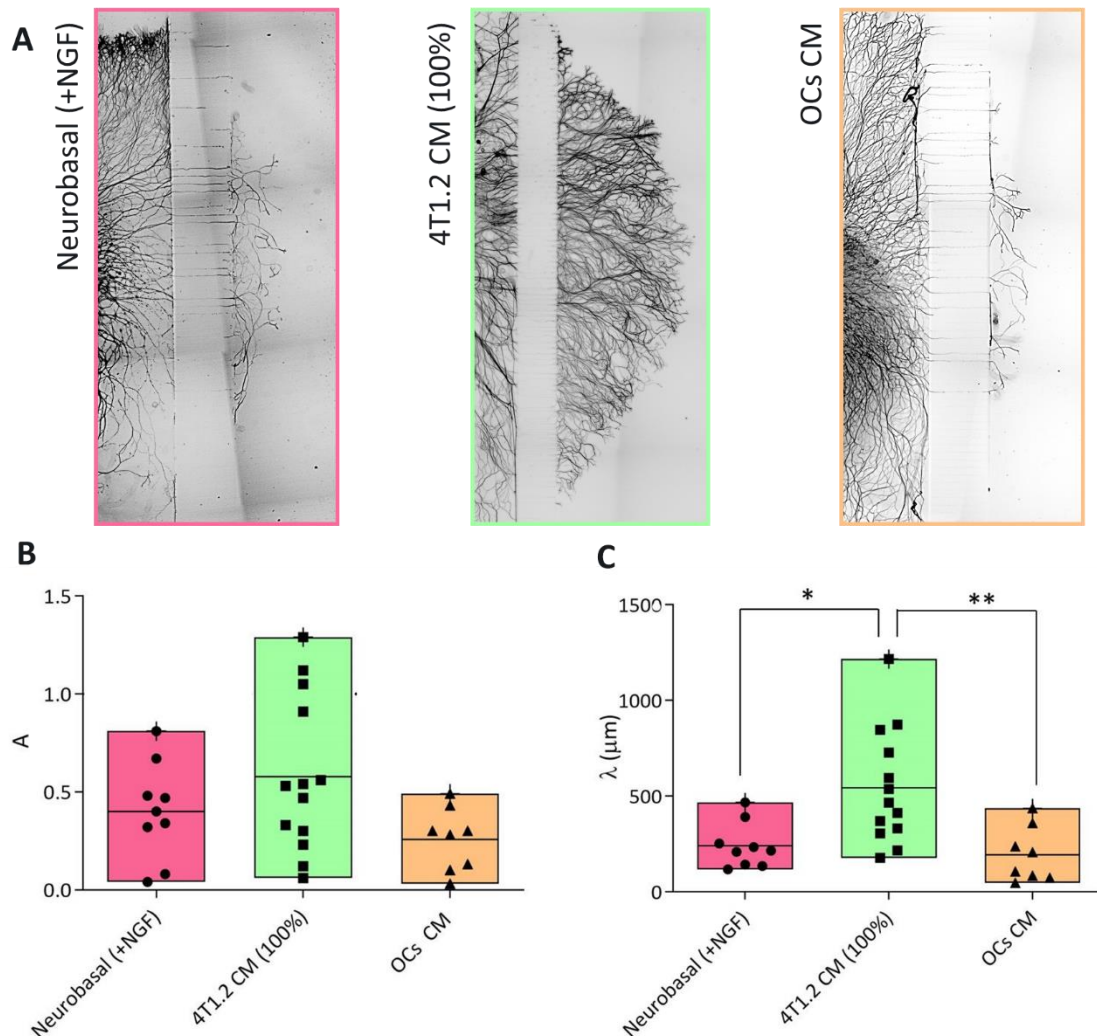 A
Neurobasal (+NGF)
4T1.2 CM (100%)
OCs CM
B
A
1.5
1.0
0.5
0.0
Neurobasal (+NGF)
4T1.2 CM (100%)
OCs CM
C
λ (μm)
1500
1000
500
0
*
**
Neurobasal (+NGF)
4T1.2 CM (100%)
OCs CM